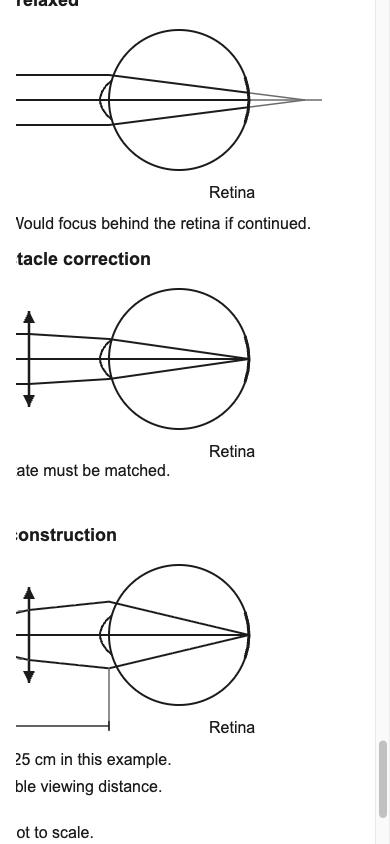 relaxed
Retina
Would focus behind the retina if continued.
tacle correction
Retina
ate must be matched.
construction
Retina
25 cm in this example.
ble viewing distance.
ot to scale.